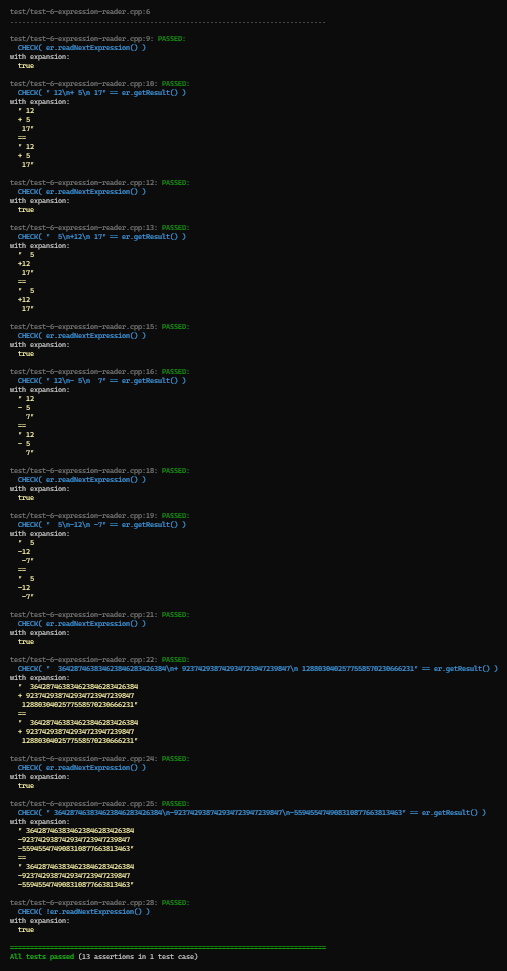 test/test-6-expression-reader.cpp:6
...............................................................................
test/test-6-expression-reader.cpp:9: PASSED:
  CHECK( er.readNextExpression() )
with expansion:
  true
test/test-6-expression-reader.cpp:10: PASSED:
  CHECK( " 12\n+ 5\n 17" == er.getResult() )
with expansion:
  " 12
  + 5
   17"
  ==
  " 12
  + 5
   17"
test/test-6-expression-reader.cpp:12: PASSED:
  CHECK( er.readNextExpression() )
with expansion:
  true
test/test-6-expression-reader.cpp:13: PASSED:
  CHECK( "  5\n+12\n 17" == er.getResult() )
with expansion:
  "  5
  +12
   17"
  ==
  "  5
  +12
   17"
test/test-6-expression-reader.cpp:15: PASSED:
  CHECK( er.readNextExpression() )
with expansion:
  true
test/test-6-expression-reader.cpp:16: PASSED:
  CHECK( " 12\n- 5\n  7" == er.getResult() )
with expansion:
  " 12
  - 5
    7"
  ==
  " 12
  - 5
    7"
test/test-6-expression-reader.cpp:18: PASSED:
  CHECK( er.readNextExpression() )
with expansion:
  true
test/test-6-expression-reader.cpp:19: PASSED:
  CHECK( "  5\n-12\n -7" == er.getResult() )
with expansion:
  "  5
  -12
   -7"
  ==
  "  5
  -12
   -7"
test/test-6-expression-reader.cpp:21: PASSED:
  CHECK( er.readNextExpression() )
with expansion:
  true
test/test-6-expression-reader.cpp:22: PASSED:
  CHECK( "  364287463834623846283426384\n+ 923742938742934723947239847\n 1288030402577558570230666231" == er.getResult() )
with expansion:
  "  364287463834623846283426384
  + 923742938742934723947239847
   1288030402577558570230666231"
  ==
  "  364287463834623846283426384
  + 923742938742934723947239847
   1288030402577558570230666231"
test/test-6-expression-reader.cpp:24: PASSED:
  CHECK( er.readNextExpression() )
with expansion:
  true
test/test-6-expression-reader.cpp:25: PASSED:
  CHECK( " 364287463834623846283426384\n-923742938742934723947239847\n-559455474908310877663813463" == er.getResult() )
with expansion:
  " 364287463834623846283426384
  -923742938742934723947239847
  -559455474908310877663813463"
  ==
  " 364287463834623846283426384
  -923742938742934723947239847
  -559455474908310877663813463"
test/test-6-expression-reader.cpp:28: PASSED:
  CHECK( !er.readNextExpression() )
with expansion:
  true
===============================================================================
All tests passed (13 assertions in 1 test case)